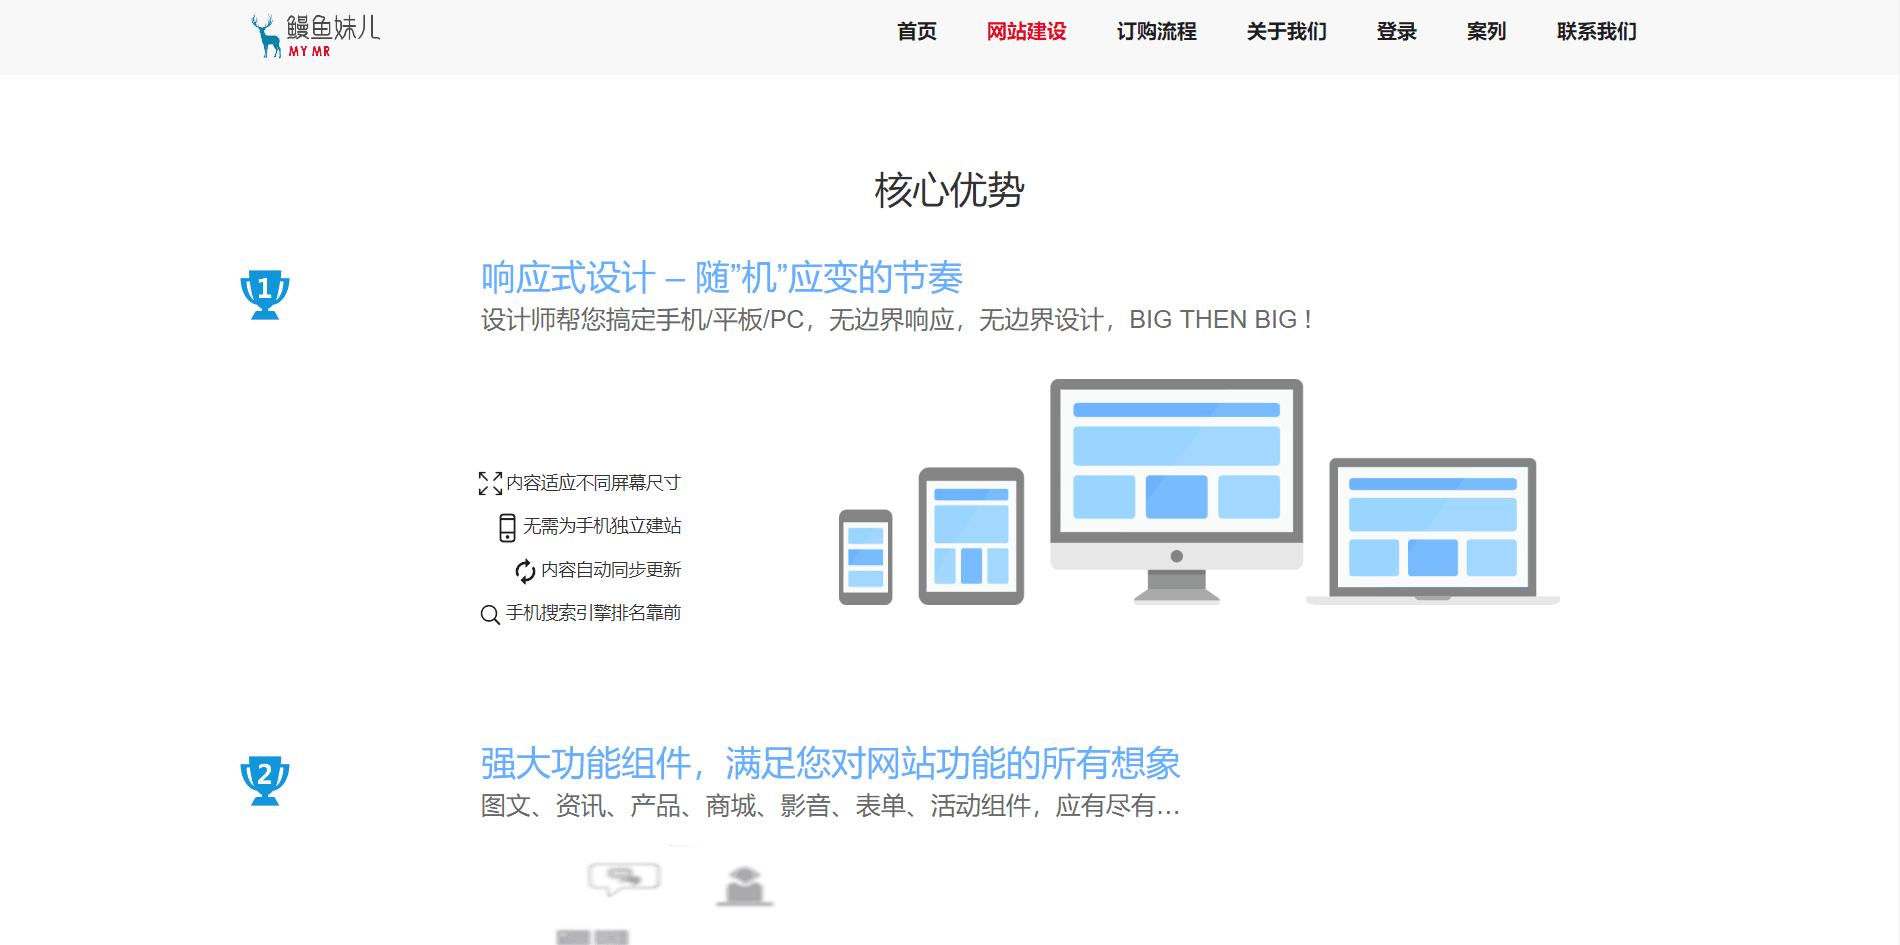 鳗鱼妹儿
MY MR
首页 网站建设 订购流程 关于我们 登录 案列 联系我们
核心优势
1
响应式设计 – 随”机”应变的节奏
设计师帮您搞定手机/平板/PC，无边界响应，无边界设计，BIG THEN BIG！
内容适应不同屏幕尺寸
无需为手机独立建站
内容自动同步更新
手机搜索引擎排名靠前
2
强大功能组件，满足您对网站功能的所有想象
图文、资讯、产品、商城、影音、表单、活动组件，应有尽有...